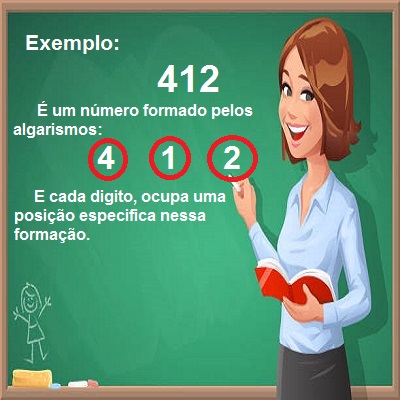 Exemplo:
412
É um número formado pelos
algarismos:
4 1 2
E cada digito, ocupa uma
posição especifica nessa
formação.